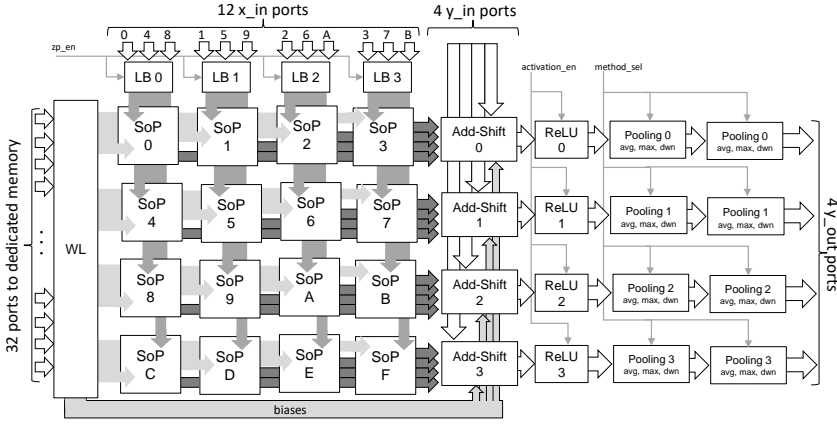 12 x_in ports
4 y_in ports
0 4 8
1 5 9
2 6 A
3 7 B
zp_en
LB 0
LB 1
LB 2
LB 3
activation_en
method_sel
32 ports to dedicated memory
. . .
WL
SoP
0
SoP
1
SoP
2
SoP
3
Add-Shift
0
ReLU
0
Pooling 0
avg, max, dwn
Pooling 0
avg, max, dwn
SoP
4
SoP
5
SoP
6
SoP
7
Add-Shift
1
ReLU
1
Pooling 1
avg, max, dwn
Pooling 1
avg, max, dwn
SoP
8
SoP
9
SoP
A
SoP
B
Add-Shift
2
ReLU
2
Pooling 2
avg, max, dwn
Pooling 2
avg, max, dwn
SoP
C
SoP
D
SoP
E
SoP
F
Add-Shift
3
ReLU
3
Pooling 3
avg, max, dwn
Pooling 3
avg, max, dwn
4 y_out ports
biases